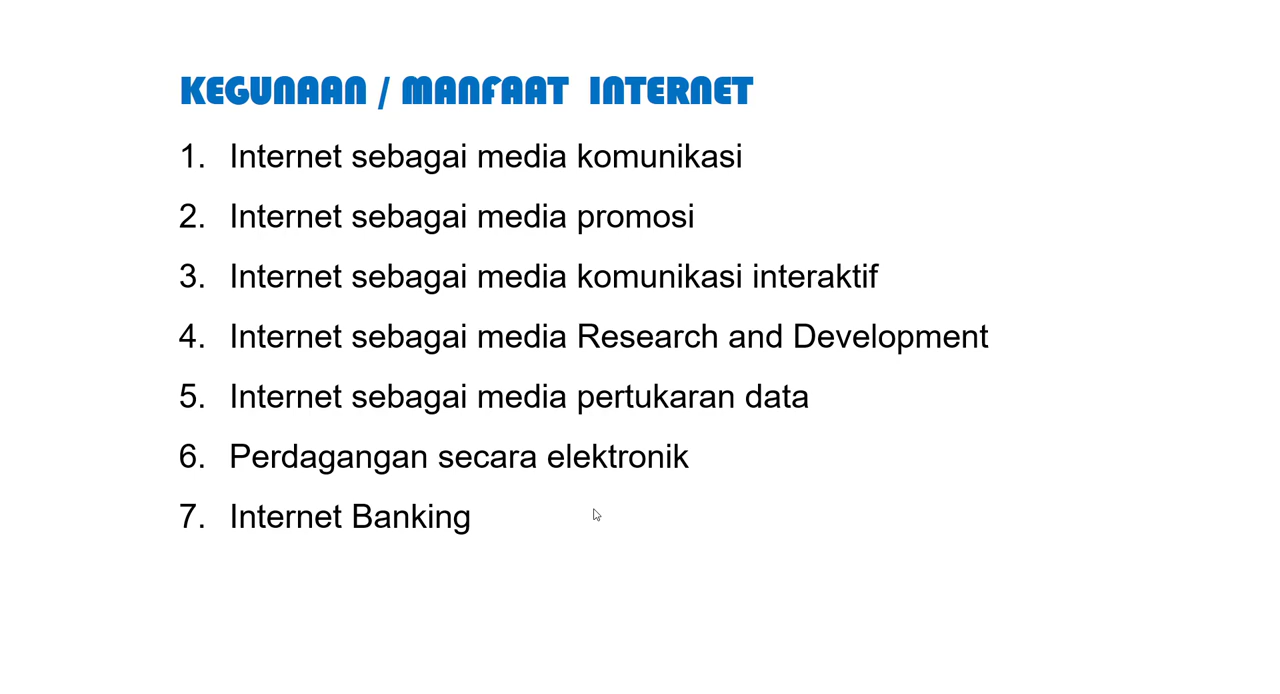 KEGUNAAN / MANFAAT INTERNET
1. Internet sebagai media komunikasi
2. Internet sebagai media promosi
3. Internet sebagai media komunikasi interaktif
4. Internet sebagai media Research and Development
5. Internet sebagai media pertukaran data
6. Perdagangan secara elektronik
7. Internet Banking